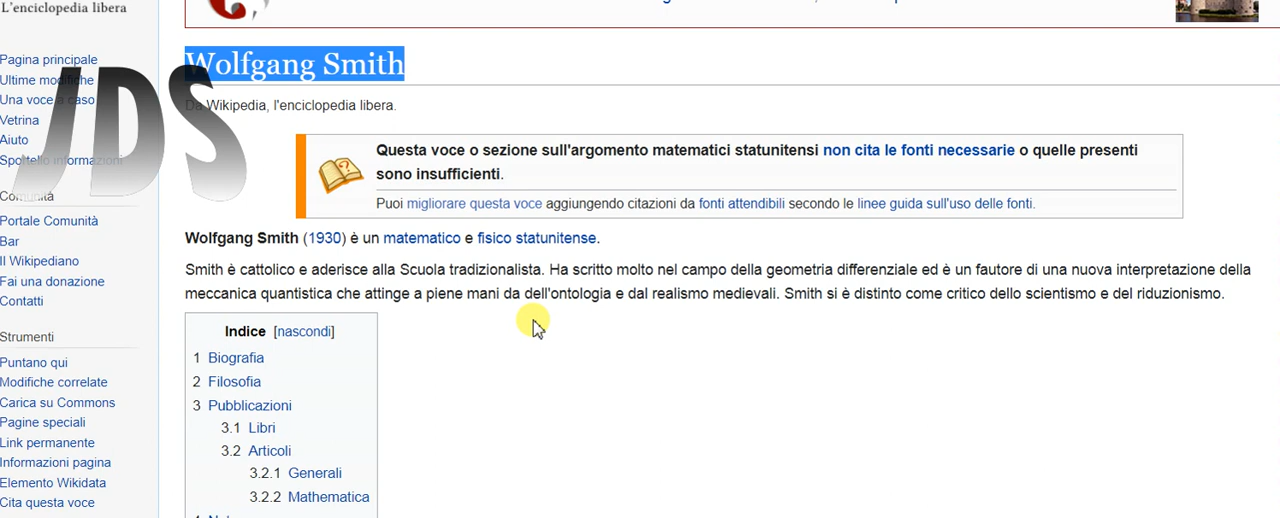 L'enciclopedia libera
Pagina principale
Ultime modifiche
Una voce a caso
Vetrina
Aiuto
Sportello informazioni
JDS
Comunità
Portale Comunità
Bar
Il Wikipediano
Fai una donazione
Contatti
Strumenti
Puntano qui
Modifiche correlate
Carica su Commons
Pagine speciali
Link permanente
Informazioni pagina
Elemento Wikidata
Cita questa voce
Wolfgang Smith
Da Wikipedia, l'enciclopedia libera.
Questa voce o sezione sull'argomento matematici statunitensi non cita le fonti necessarie o quelle presenti
sono insufficienti.
Puoi migliorare questa voce aggiungendo citazioni da fonti attendibili secondo le linee guida sull'uso delle fonti.
Wolfgang Smith (1930) è un matematico e fisico statunitense.
Smith è cattolico e aderisce alla Scuola tradizionalista. Ha scritto molto nel campo della geometria differenziale ed è un fautore di una nuova interpretazione della
meccanica quantistica che attinge a piene mani da dell'ontologia e dal realismo medievali. Smith si è distinto come critico dello scientismo e del riduzionismo.
Indice [nascondi]
1 Biografia
2 Filosofia
3 Pubblicazioni
3.1 Libri
3.2 Articoli
3.2.1 Generali
3.2.2 Mathematica